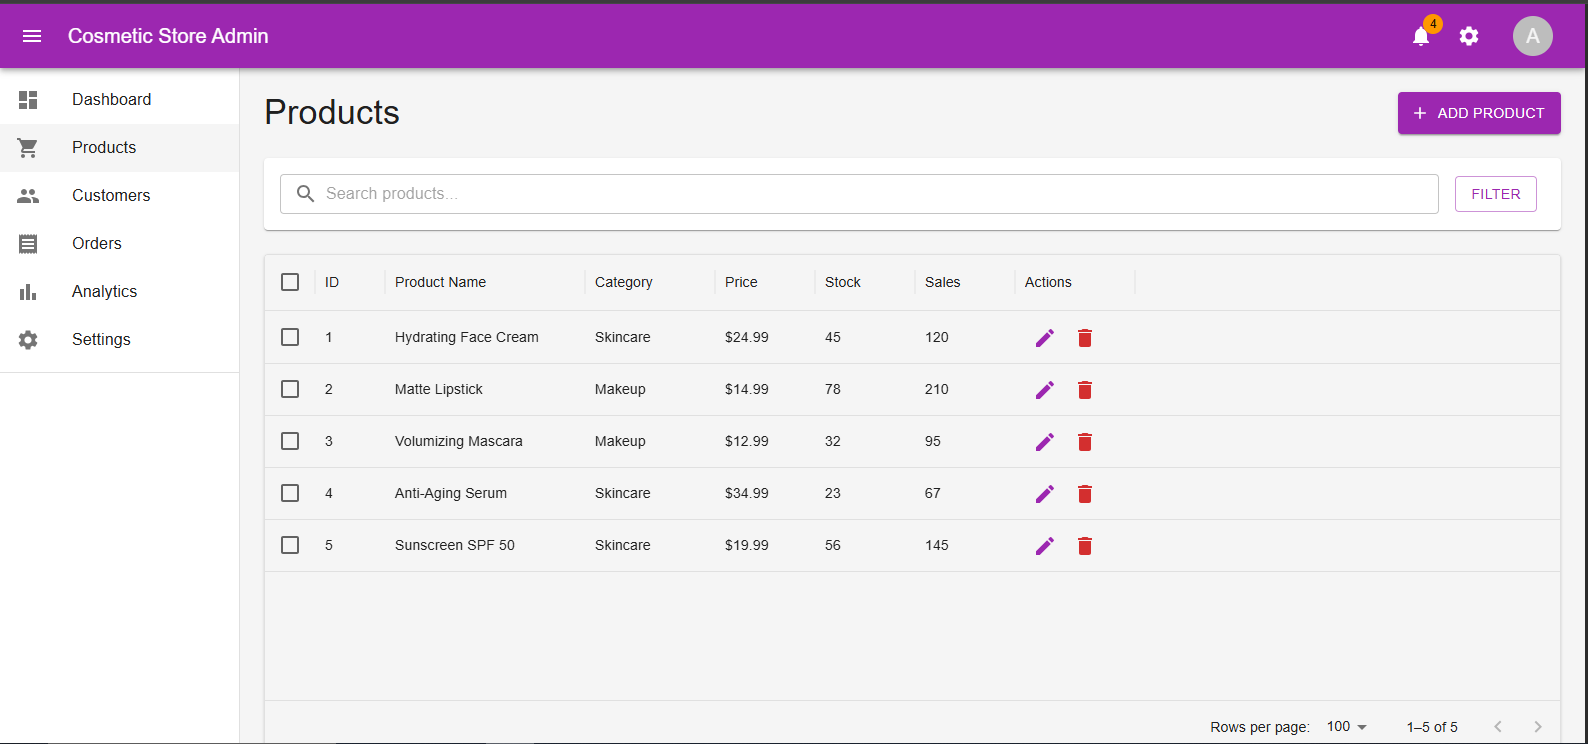 Cosmetic Store Admin
4
A
Dashboard
Products
Customers
Orders
Analytics
Settings
Products
ADD PRODUCT
Search products...
FILTER
ID Product Name Category Price Stock Sales Actions
1 Hydrating Face Cream Skincare $24.99 45 120
2 Matte Lipstick Makeup $14.99 78 210
3 Volumizing Mascara Makeup $12.99 32 95
4 Anti-Aging Serum Skincare $34.99 23 67
5 Sunscreen SPF 50 Skincare $19.99 56 145
Rows per page: 100 1–5 of 5